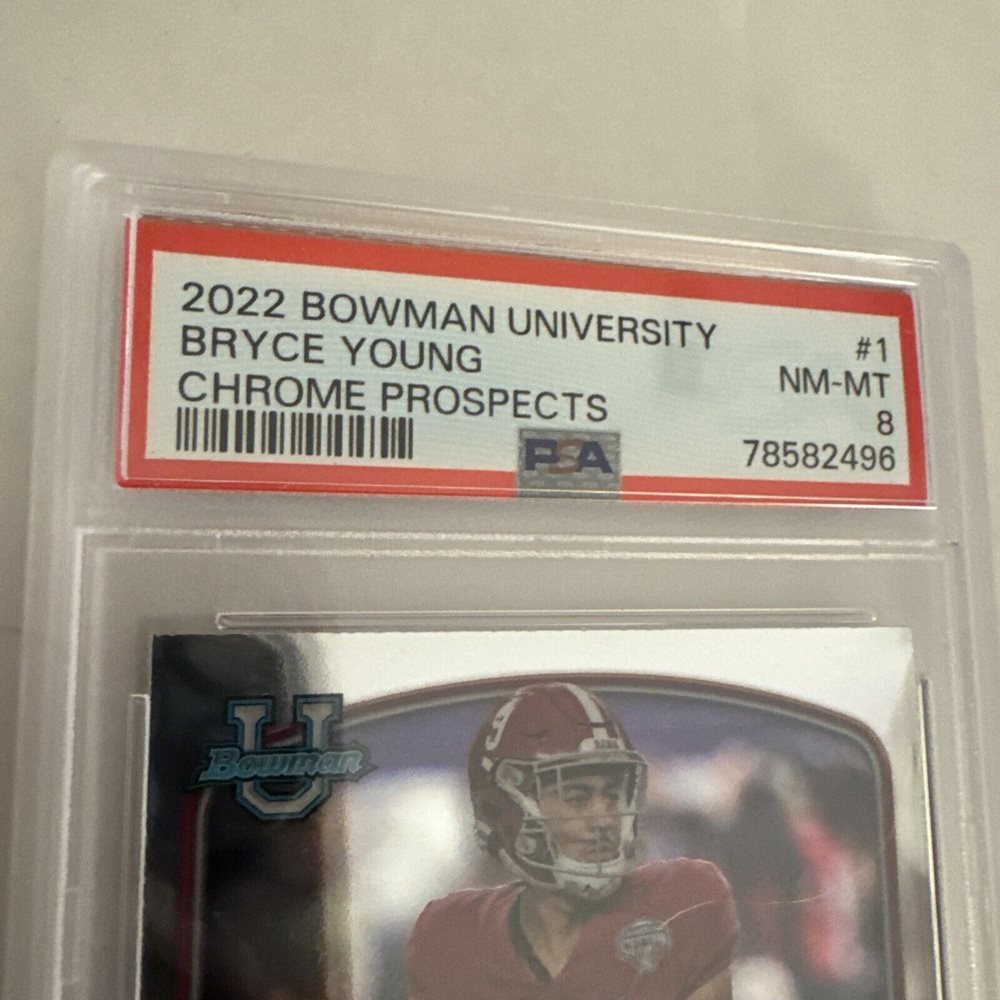 2022 BOWMAN UNIVERSITY
#1
BRYCE YOUNG
NM-MT
CHROME PROSPECTS
8
PSA
78582496
U
Bowman